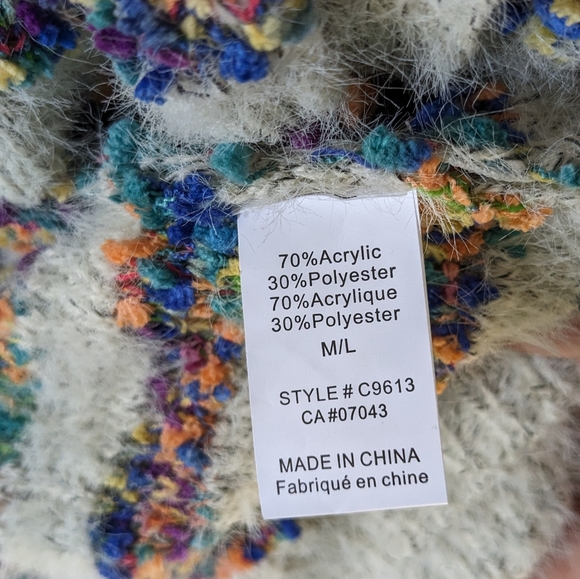 70%Acrylic
30%Polyester
70%Acrylique
30%Polyester
M/L
STYLE # C9613
CA #07043
MADE IN CHINA
Fabriqué en chine